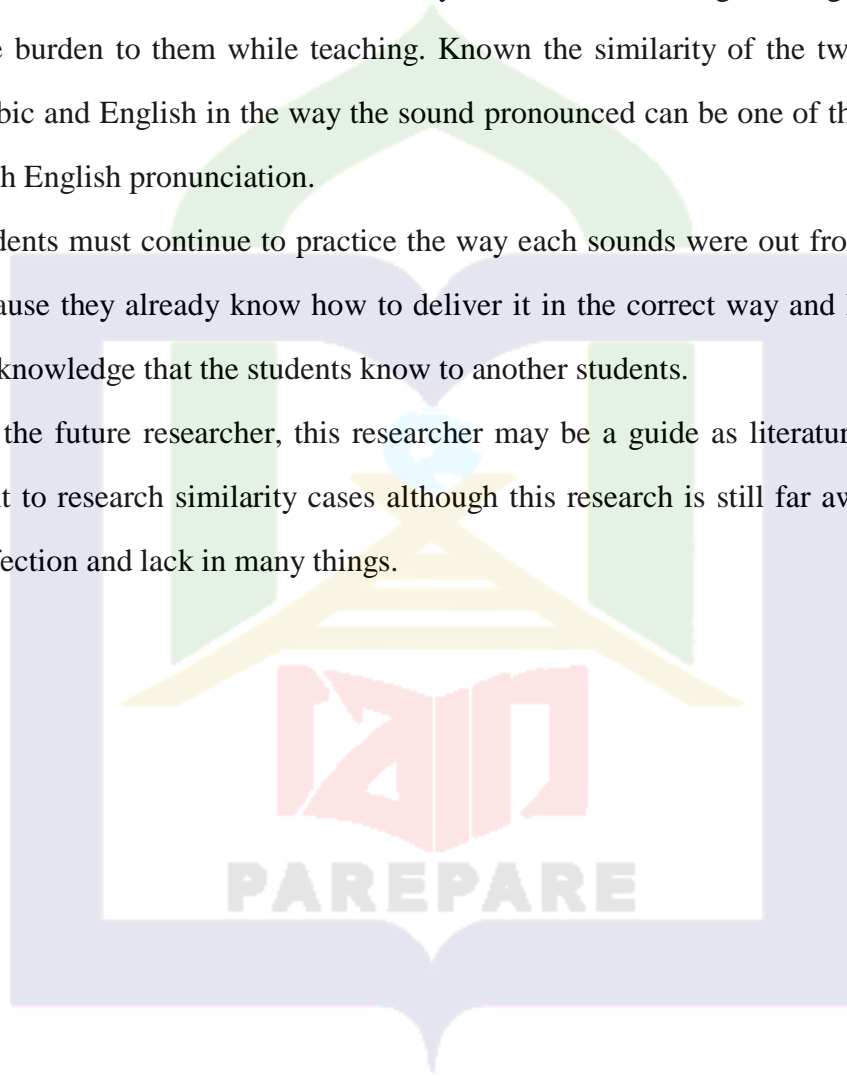 e burden to them while teaching. Known the similarity of the tw
bic and English in the way the sound pronounced can be one of th
h English pronunciation.
dents must continue to practice the way each sounds were out fro
ause they already know how to deliver it in the correct way and
knowledge that the students know to another students.
the future researcher, this researcher may be a guide as literatur
t to research similarity cases although this research is still far aw
fection and lack in many things.
PAREPARE